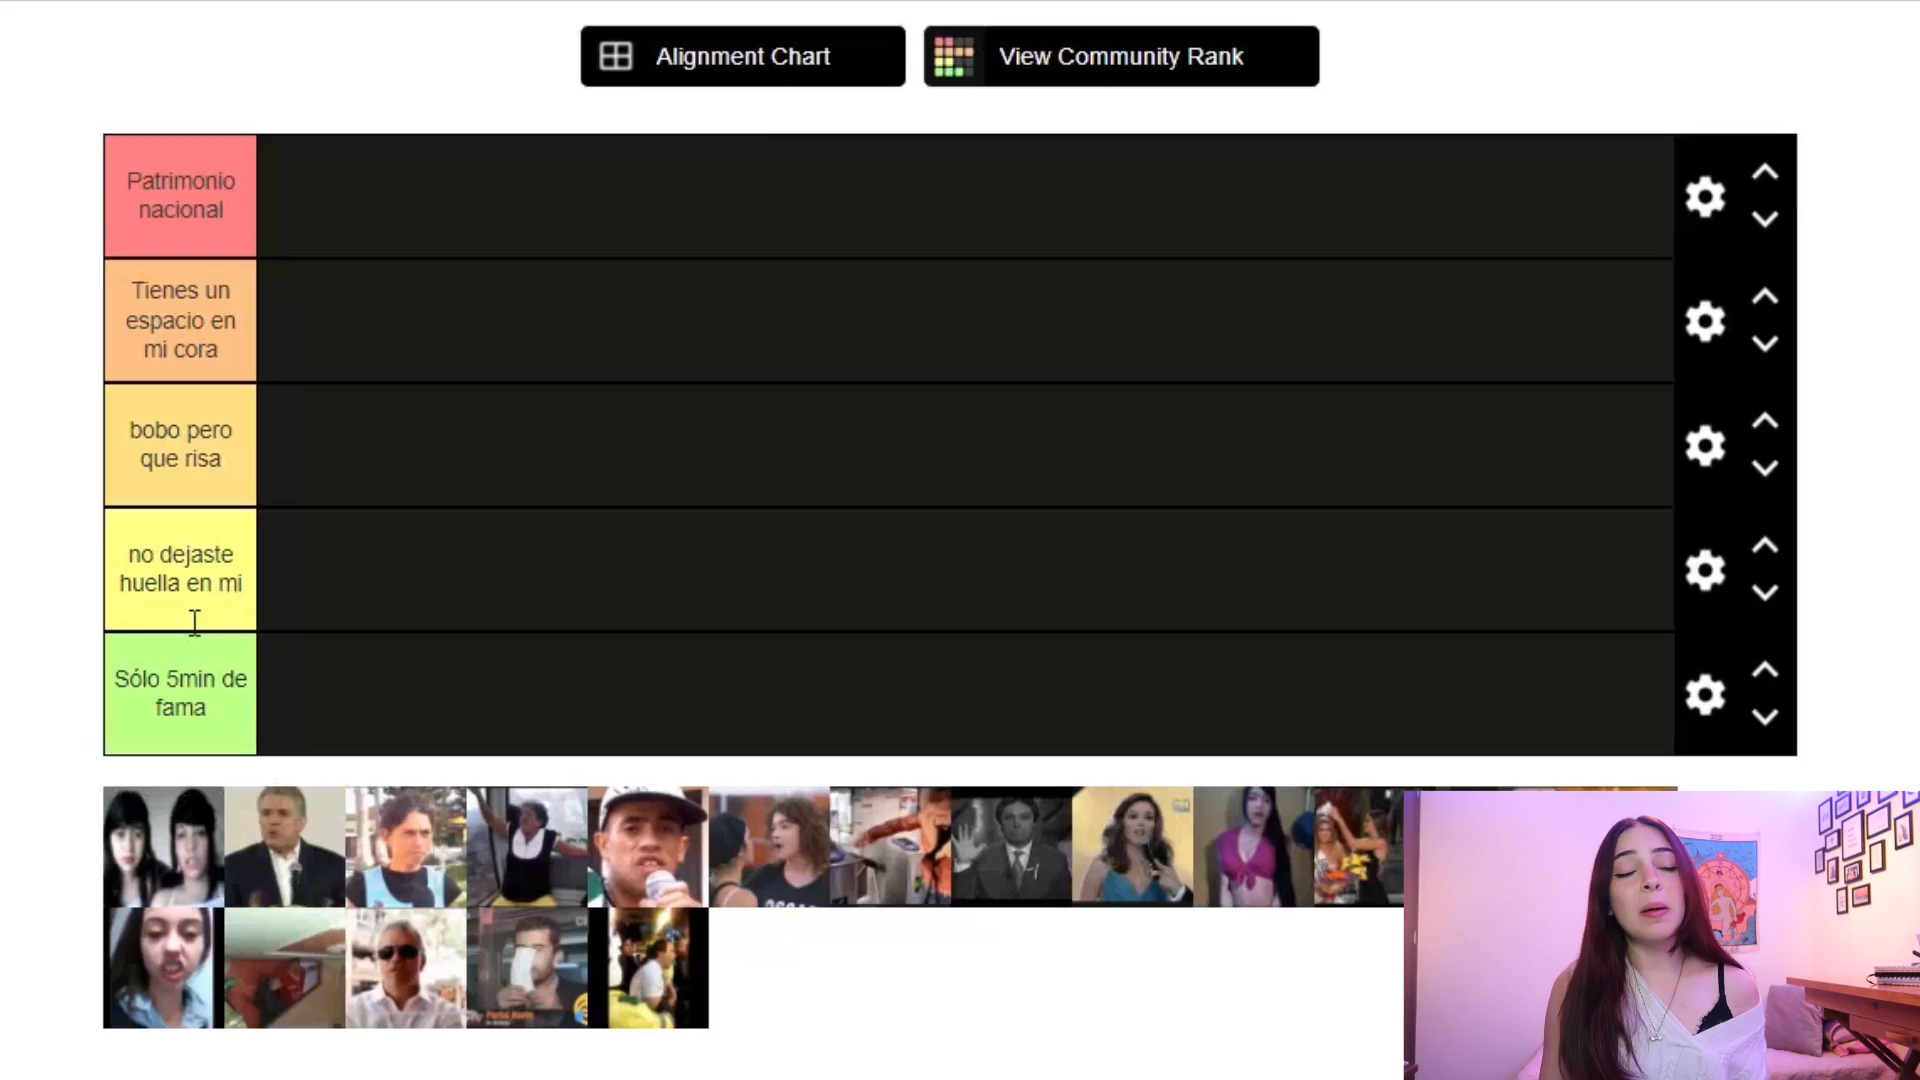 Alignment Chart
View Community Rank
Patrimonio
nacional
Tienes un
espacio en
mi cora
bobo pero
que risa
no dejaste
huella en mi
Sólo 5min de
fama